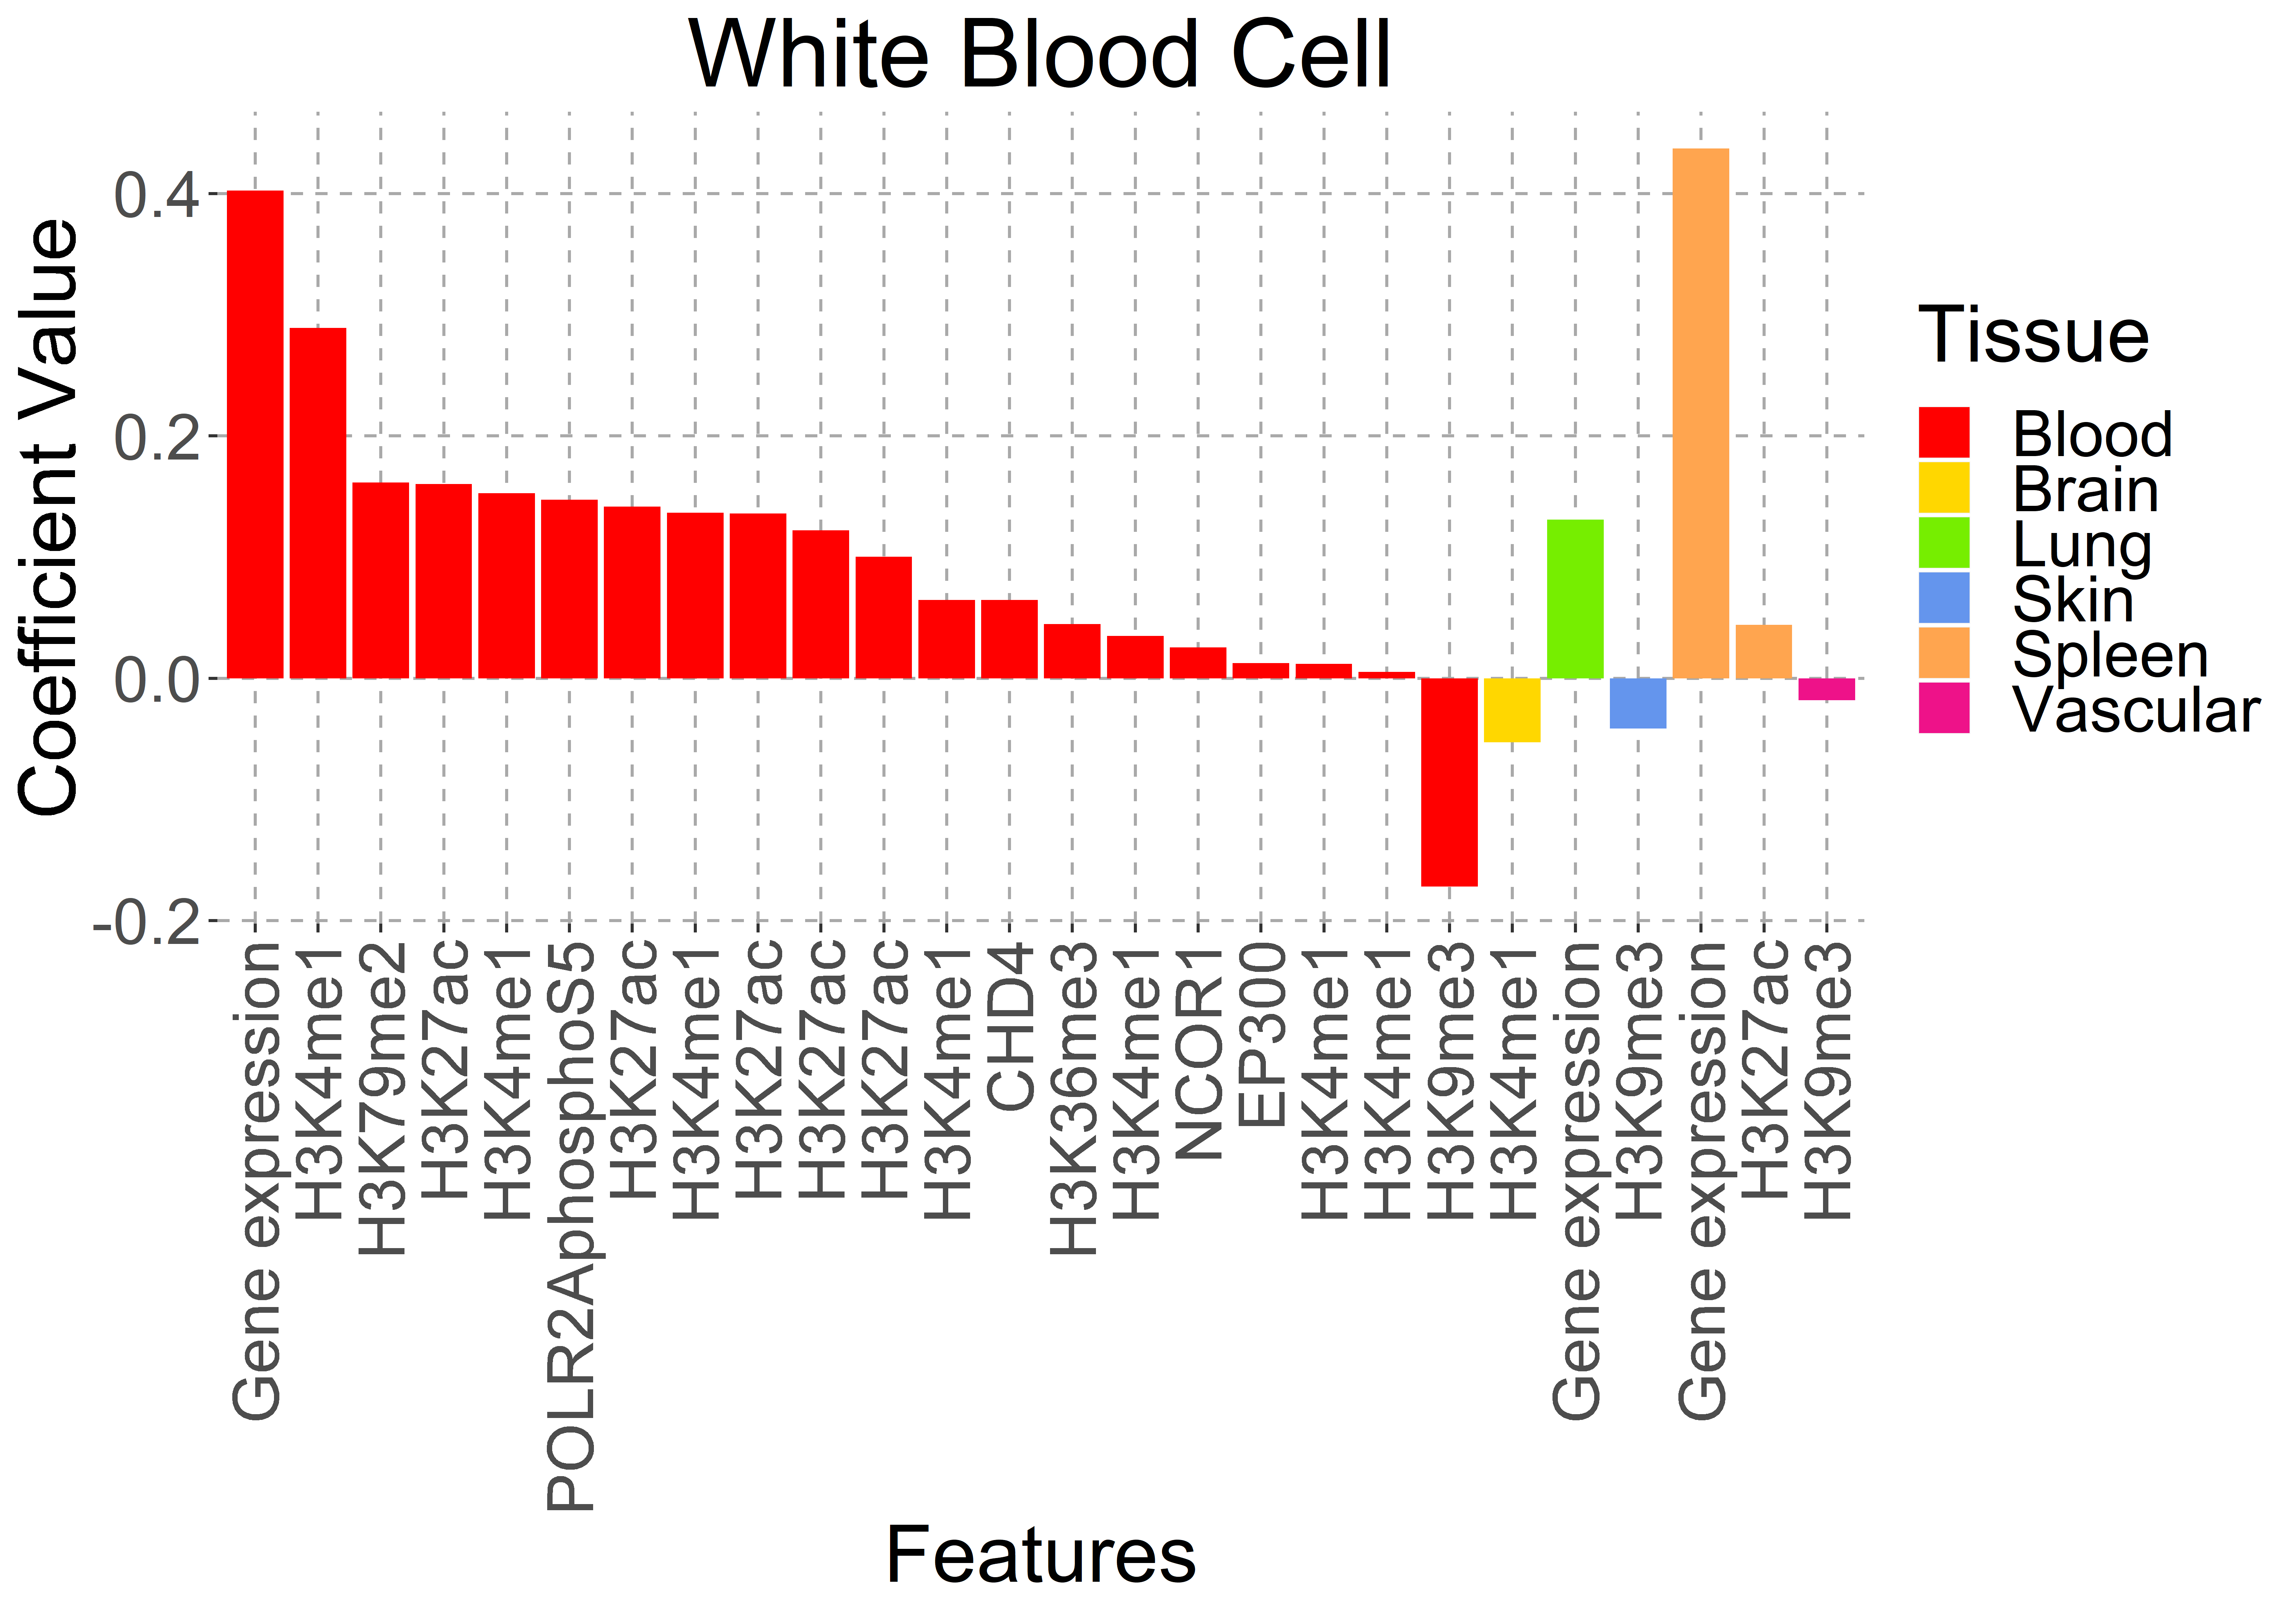 White Blood Cell
Coefficient Value
0.4
0.2
0.0
-0.2
Gene expression
H3K4me1
H3K79me2
H3K27ac
H3K4me1
POLR2AphosphoS5
H3K27ac
H3K4me1
H3K27ac
H3K27ac
H3K27ac
H3K4me1
CHD4
H3K36me3
H3K4me1
NCOR1
EP300
H3K4me1
H3K4me1
H3K9me3
H3K4me1
Gene expression
H3K9me3
Gene expression
H3K27ac
H3K9me3
Features
Tissue
Blood
Brain
Lung
Skin
Spleen
Vascular